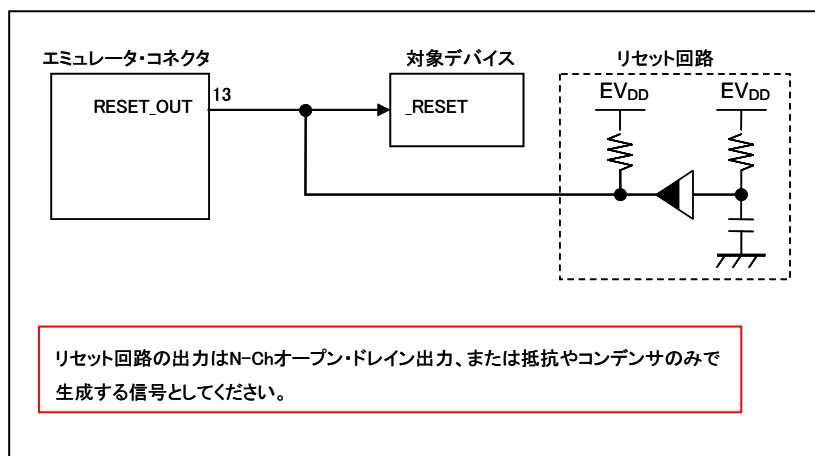 エミュレータ・コネクタ
対象デバイス
リセット回路
RESET_OUT
13
_RESET
EVDD
EVDD
リセット回路の出力はN-Chオープン・ドレイン出力、または抵抗やコンデンサのみで
生成する信号としてください。